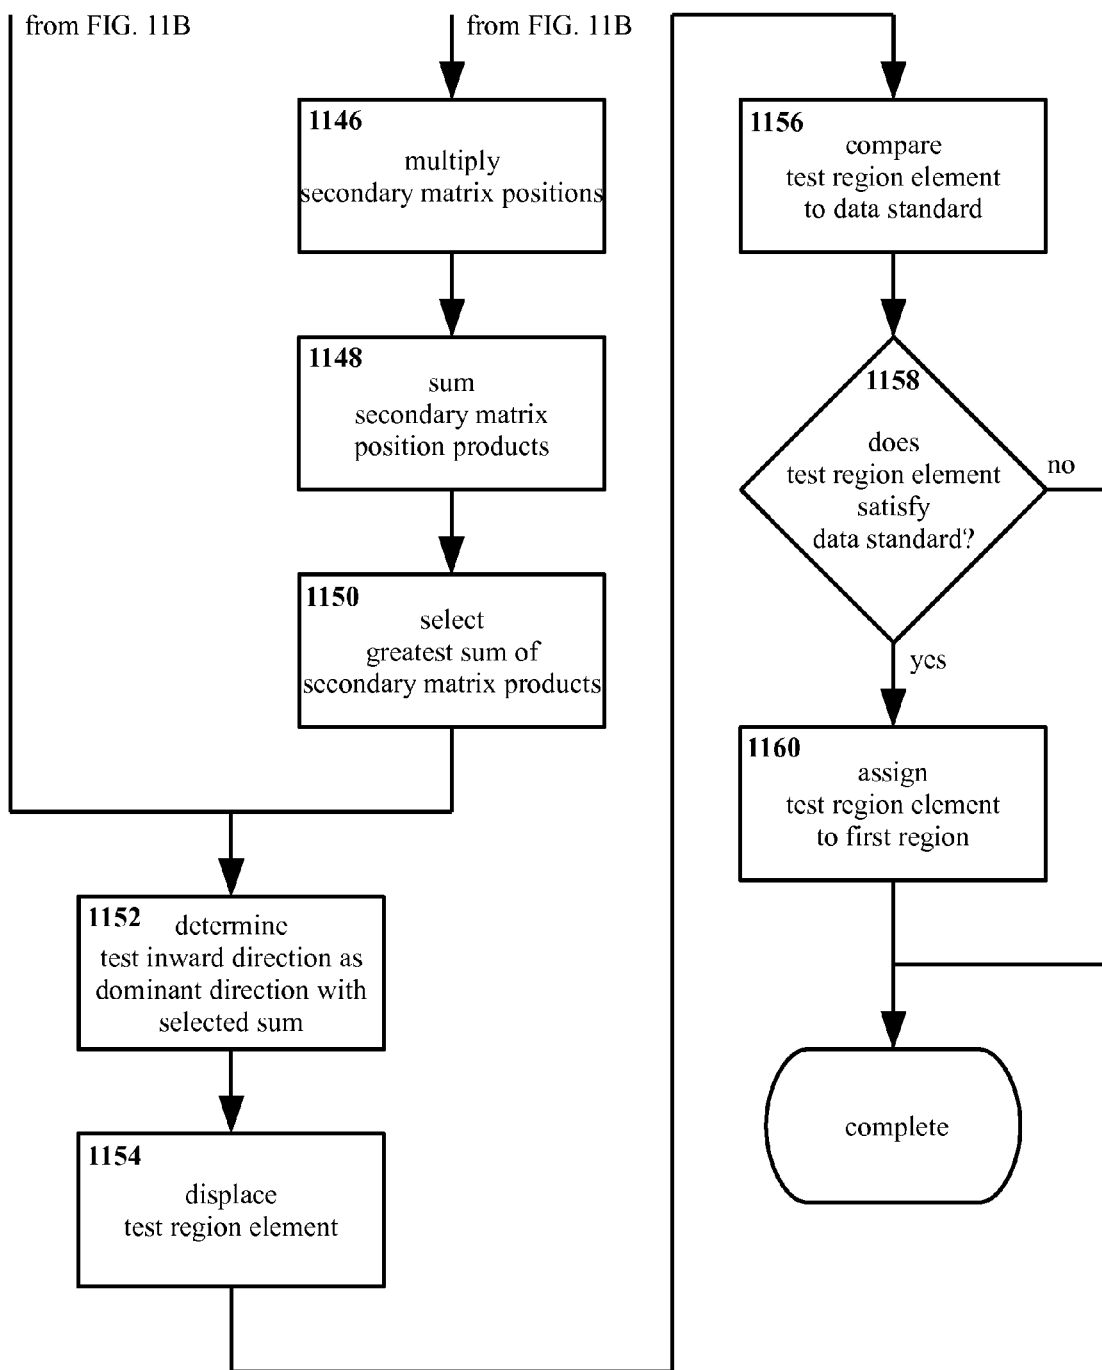 from FIG. 11B
from FIG. 11B
1146
multiply
secondary matrix positions
1148
sum
secondary matrix
position products
1150
select
greatest sum of
secondary matrix products
1152
determine
test inward direction as
dominant direction with
selected sum
1154
displace
test region element
1156
compare
test region element
to data standard
1158
does
test region element
satisfy
data standard?
no
yes
1160
assign
test region element
to first region
complete